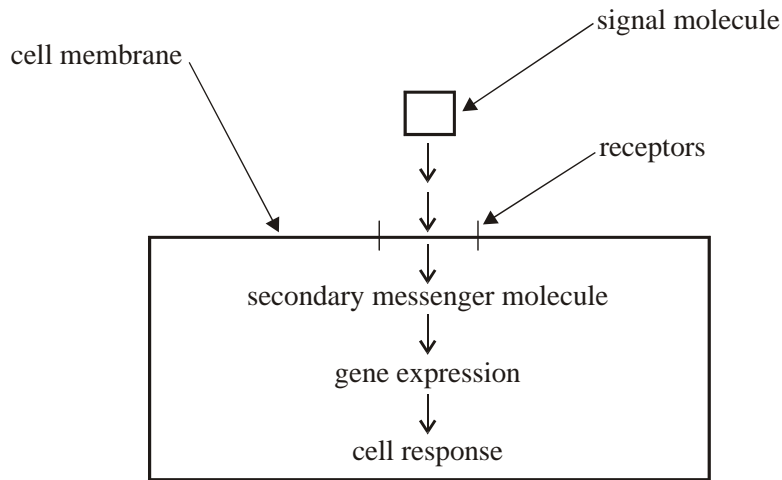 signal molecule
cell membrane
receptors
secondary messenger molecule
gene expression
cell response